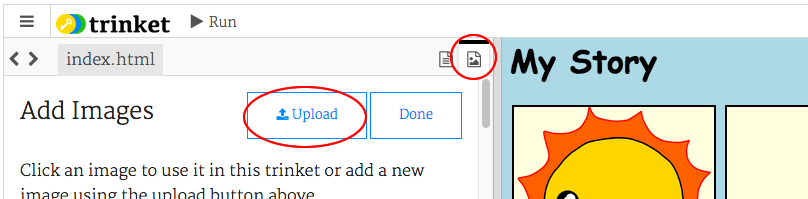 trinket
Run
index.html
My Story
Add Images
Upload
Done
Click an image to use it in this trinket or add a new
image using the upload button above